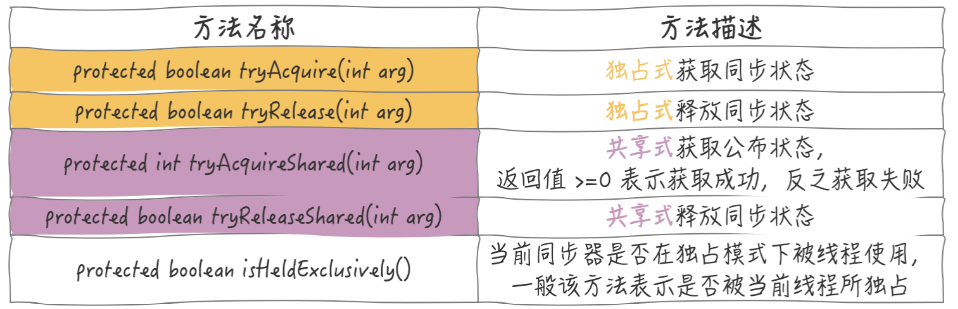 方法名称
方法描述
protected boolean tryAcquire(int arg)
独占式获取同步状态
protected boolean tryRelease(int arg)
独占式释放同步状态
protected int tryAcquireShared(int arg)
共享式获取公布状态,
返回值 >=0 表示获取成功, 反之获取失败
protected boolean tryReleaseShared(int arg)
共享式释放同步状态
protected boolean isHeldExclusively()
当前同步器是否在独占模式下被线程使用,
一般该方法表示是否被当前线程所独占